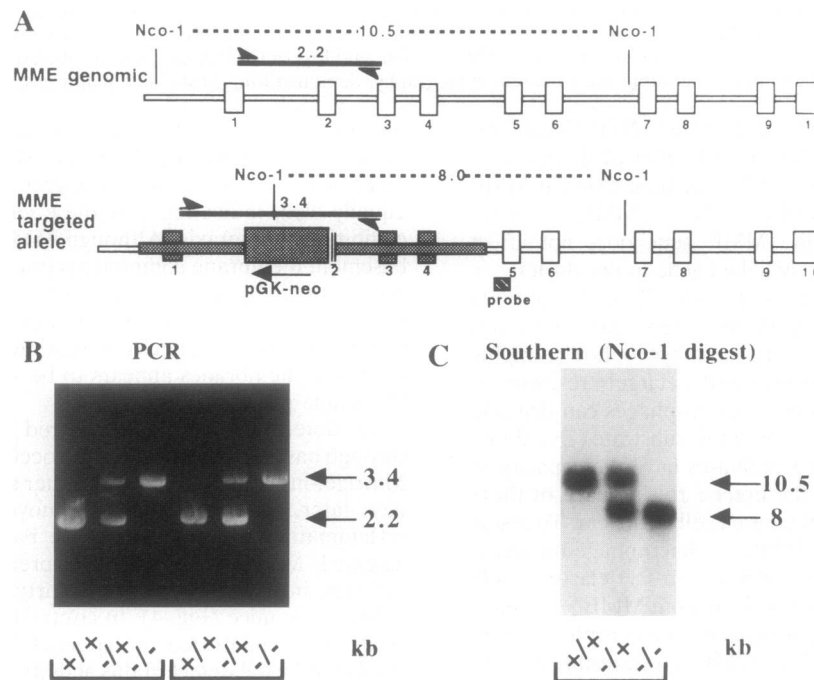 A
Nco-1 10.5 Nco-1
2.2
MME genomic
1 2 3 4 5 6 7 8 9 1
Nco-1 8.0 Nco-1
MME
targeted
allele
3.4
1 2 3 4 5 6 7 8 9 1
pGK-neo
probe
B PCR
3.4
2.2
+/+ -/+ -/- +/+ -/+ -/-
kb
C Southern (Nco-1 digest)
10.5
8
+/+ -/+ -/-
kb